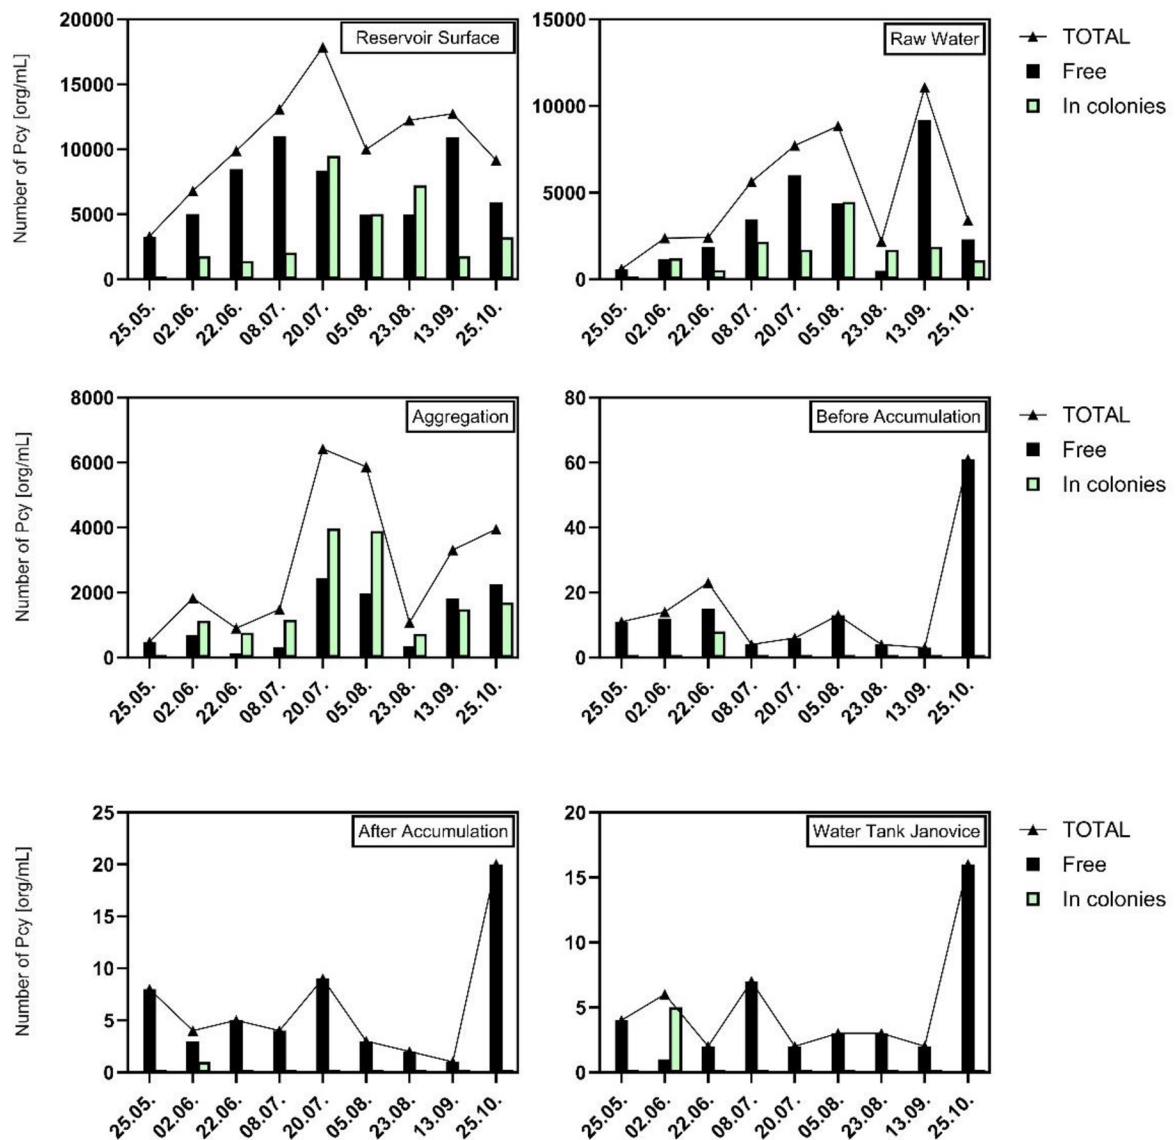 Reservoir Surface
Number of Pcy [org/mL]
20000
15000
10000
5000
0
25.05. 02.06. 22.06. 08.07. 20.07. 05.08. 23.08. 13.09. 25.10.
Raw Water
15000
10000
5000
0
25.05. 02.06. 22.06. 08.07. 20.07. 05.08. 23.08. 13.09. 25.10.
TOTAL
Free
In colonies
Aggregation
Number of Pcy [org/mL]
8000
6000
4000
2000
0
25.05. 02.06. 22.06. 08.07. 20.07. 05.08. 23.08. 13.09. 25.10.
Before Accumulation
80
60
40
20
0
25.05. 02.06. 22.06. 08.07. 20.07. 05.08. 23.08. 13.09. 25.10.
TOTAL
Free
In colonies
After Accumulation
Number of Pcy [org/mL]
25
20
15
10
5
0
25.05. 02.06. 22.06. 08.07. 20.07. 05.08. 23.08. 13.09. 25.10.
Water Tank Janovice
20
15
10
5
0
25.05. 02.06. 22.06. 08.07. 20.07. 05.08. 23.08. 13.09. 25.10.
TOTAL
Free
In colonies